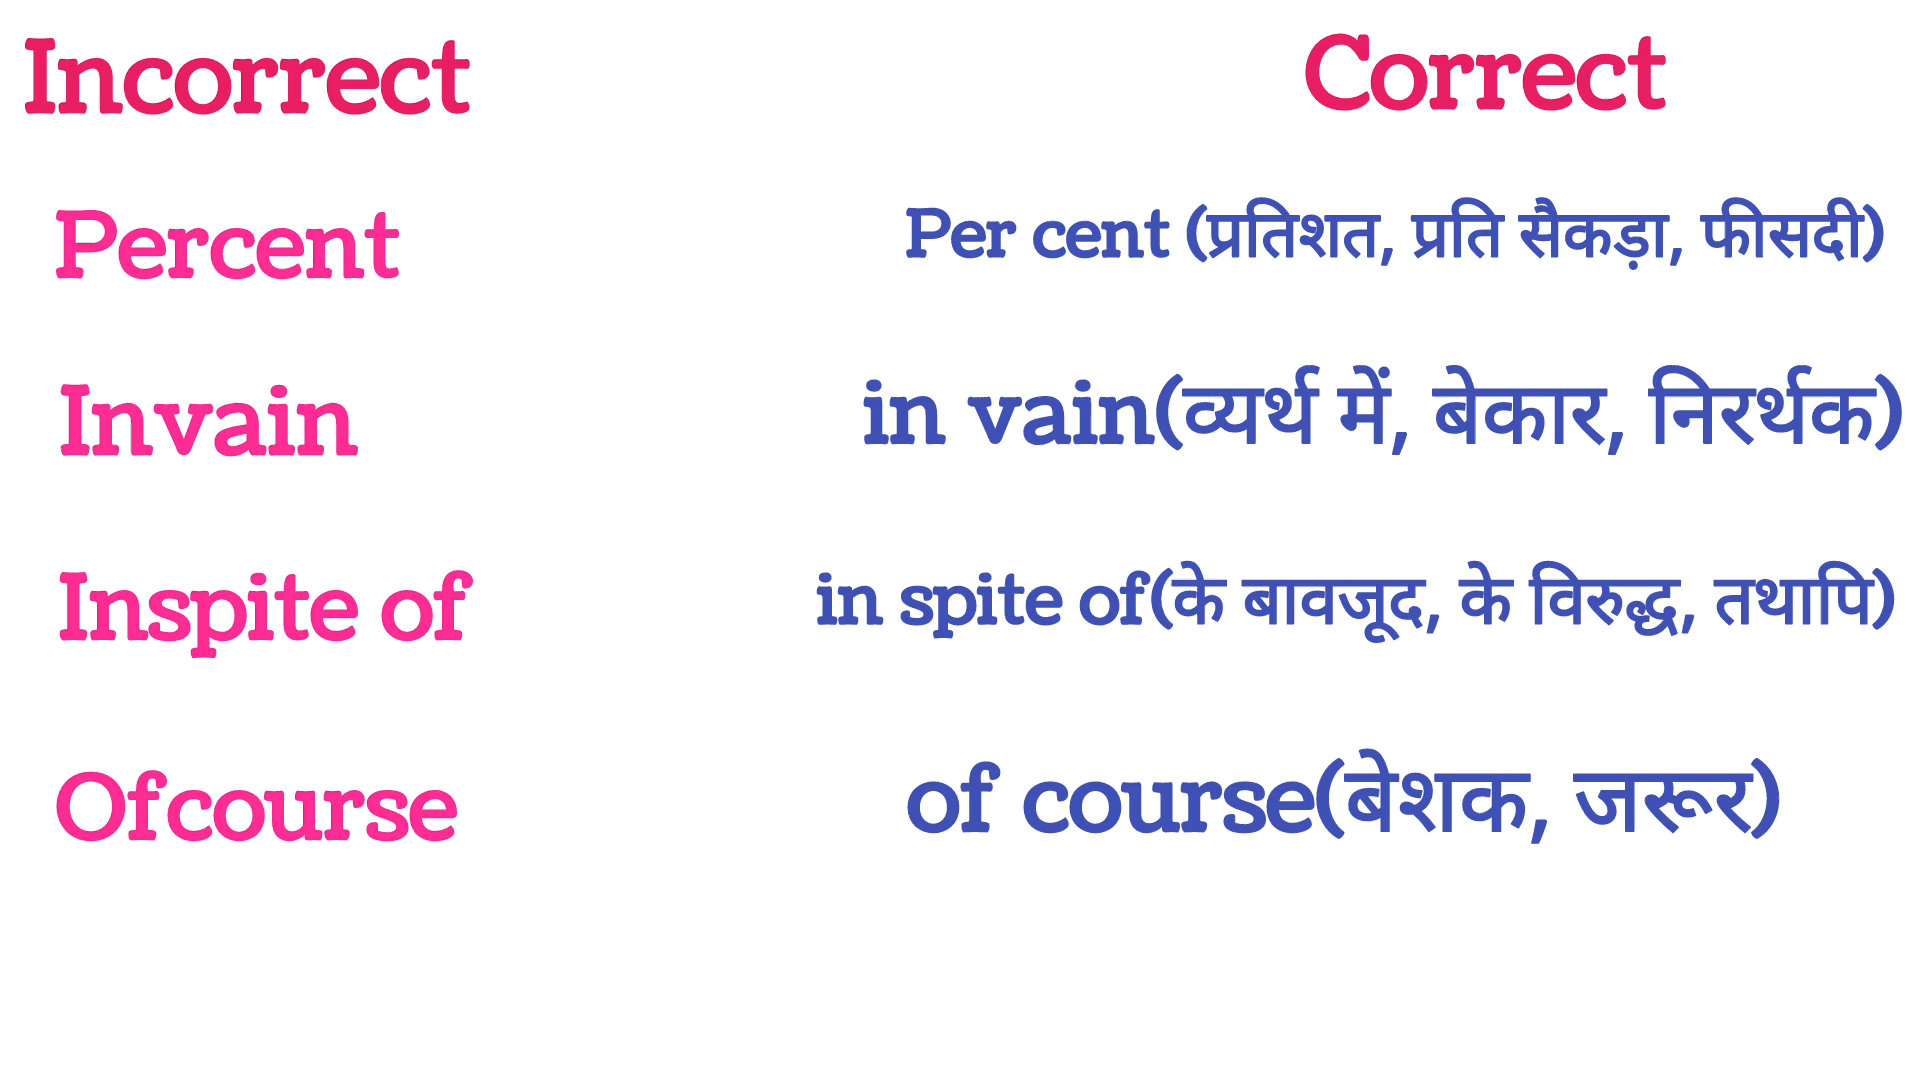 Incorrect Correct
Percent Per cent (प्रतिशत, प्रति सैकड़ा, फीसदी)
Invain in vain(व्यर्थ में, बेकार, निरर्थक)
Inspite of in spite of(के बावजूद, के विरुद्ध, तथापि)
Ofcourse of course(बेशक, जरूर)